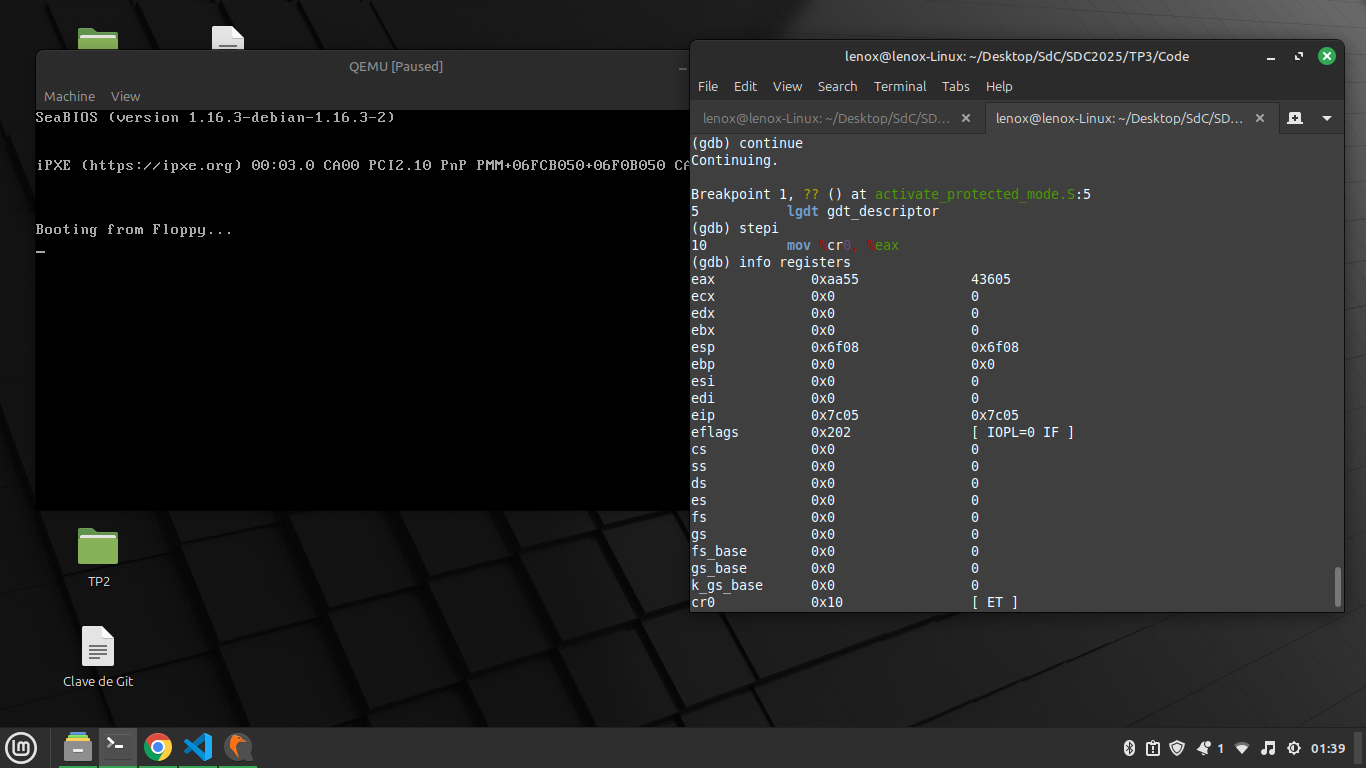 QEMU [Paused]
Machine View
SeaBIOS (version 1.16.3-debian-1.16.3-2)
iPXE (https://ipxe.org) 00:03.0 CA00 PCI2.10 PnP PMM+06FCB050+06F0B050 CA
Booting from Floppy...
lenox@lenox-Linux: ~/Desktop/SdC/SDC2025/TP3/Code
File Edit View Search Terminal Tabs Help
lenox@lenox-Linux: ~/Desktop/SdC/SD... lenox@lenox-Linux: ~/Desktop/SdC/SD...
(gdb) continue
Continuing.
Breakpoint 1, ?? () at activate_protected_mode.S:5
5 lgdt gdt_descriptor
(gdb) stepi
10 mov %cr0, %eax
(gdb) info registers
eax 0xaa55 43605
ecx 0x0 0
edx 0x0 0
ebx 0x0 0
esp 0x6f08 0x6f08
ebp 0x0 0x0
esi 0x0 0
edi 0x0 0
eip 0x7c05 0x7c05
eflags 0x202 [ IOPL=0 IF ]
cs 0x0 0
ss 0x0 0
ds 0x0 0
es 0x0 0
fs 0x0 0
gs 0x0 0
fs_base 0x0 0
gs_base 0x0 0
k_gs_base 0x0 0
cr0 0x10 [ ET ]
TP2
Clave de Git
1 01:39